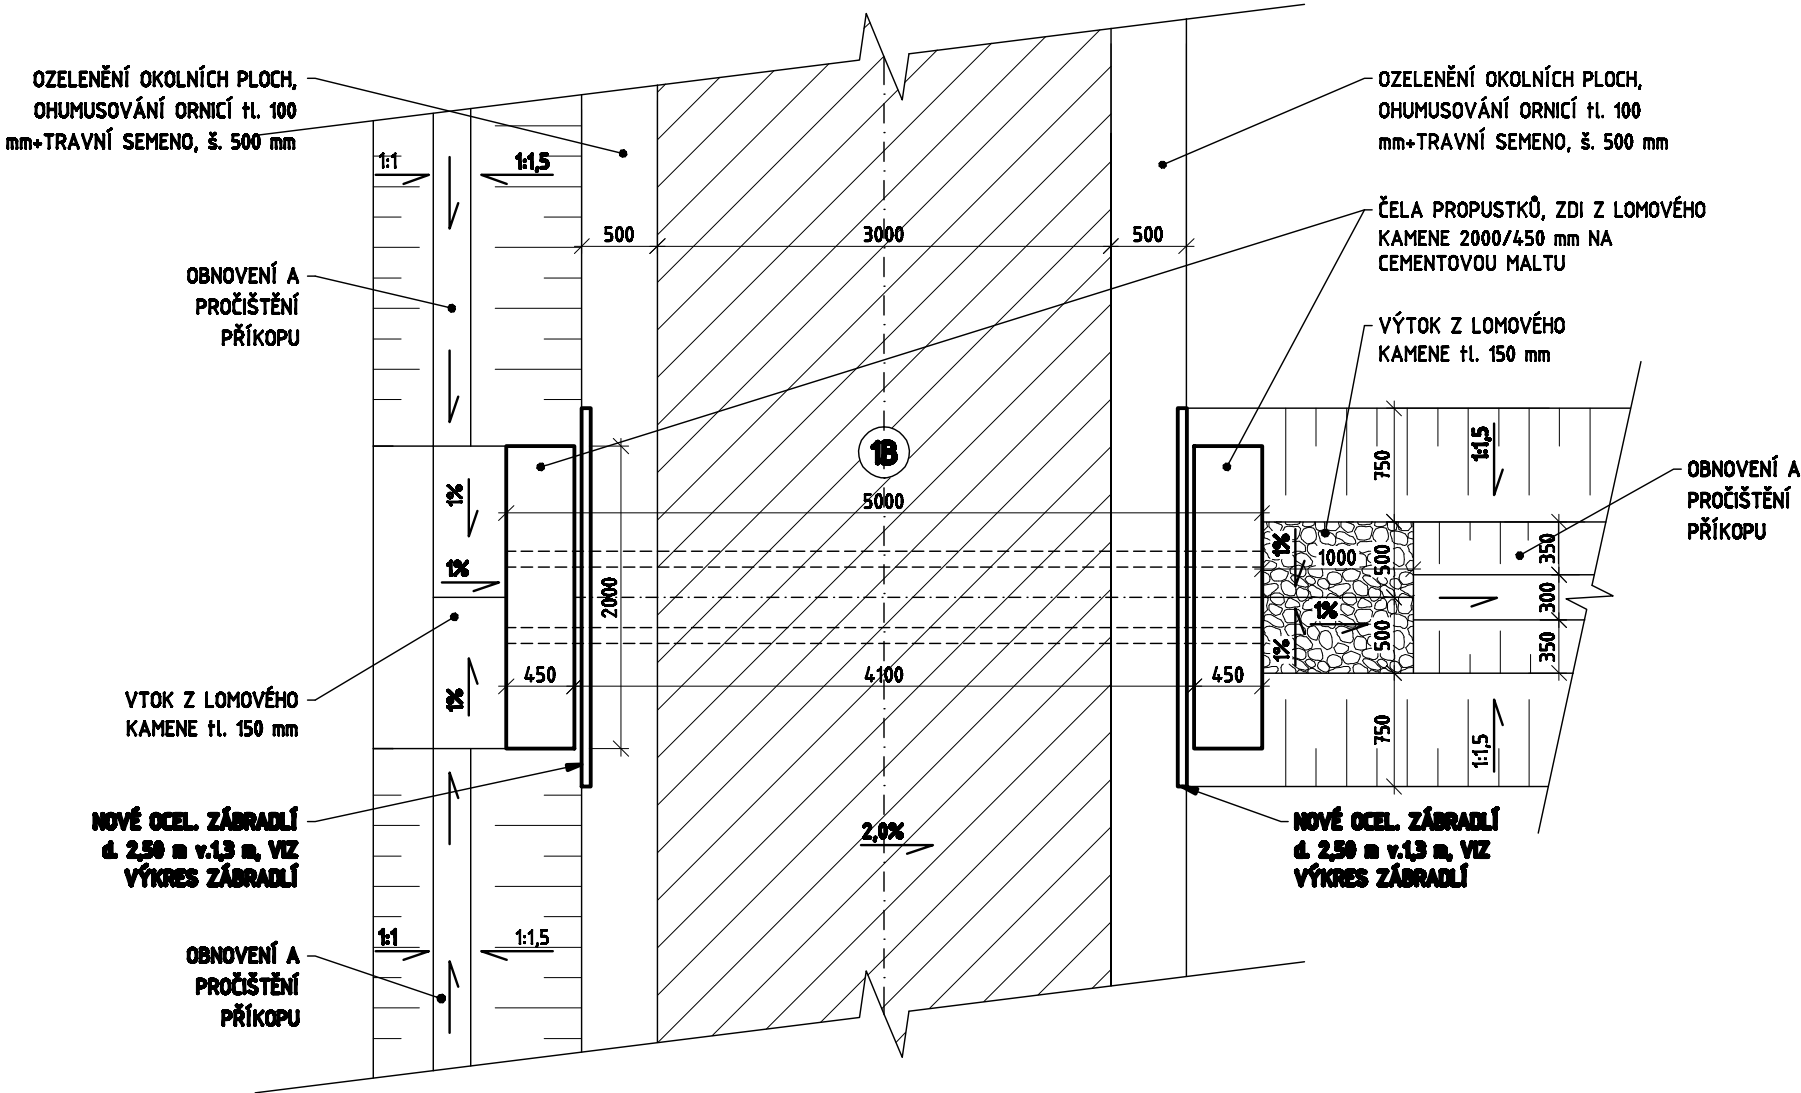 OZELENĚNÍ OKOLNÍCH PLOCH,
OHUMUSOVÁNÍ ORNICÍ tl. 100
mm+TRAVNÍ SEMENO, š. 500 mm
OZELENĚNÍ OKOLNÍCH PLOCH,
OHUMUSOVÁNÍ ORNICÍ tl. 100
mm+TRAVNÍ SEMENO, š. 500 mm
1:1
1:1,5
ČELA PROPUSTKŮ, ZDI Z LOMOVÉHO
KAMENE 2000/450 mm NA
CEMENTOVOU MALTU
500
3000
500
OBNOVENÍ A
PROČIŠTĚNÍ
PŘÍKOPU
VÝTOK Z LOMOVÉHO
KAMENE tl. 150 mm
1B
750
1:1,5
OBNOVENÍ A
PROČIŠTĚNÍ
PŘÍKOPU
1%
5000
1%
1000
500
350
1%
2000
300
1%
1%
500
350
450
4100
450
1%
VTOK Z LOMOVÉHO
KAMENE tl. 150 mm
750
1:1,5
NOVÉ OCEL. ZÁBRADLÍ
d. 2,50 m v.1,3 m, VIZ
VÝKRES ZÁBRADLÍ
2,0%
NOVÉ OCEL. ZÁBRADLÍ
d. 2,50 m v.1,3 m, VIZ
VÝKRES ZÁBRADLÍ
1:1
1:1,5
OBNOVENÍ A
PROČIŠTĚNÍ
PŘÍKOPU